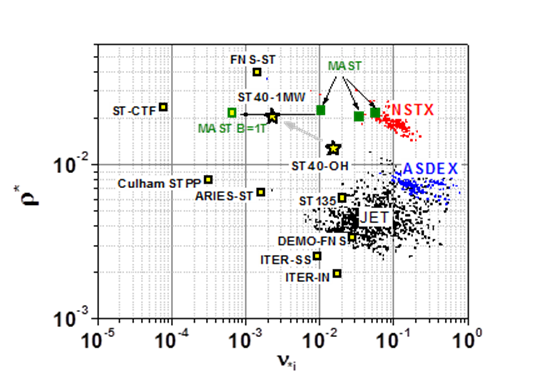 FNS-ST
MAST
ST40-1MW
ST-CTF
NSTX
MAST B=1T
ST40-OH
10⁻²
ASDEX
Culham STPP
ARIES-ST
ST135
JET
DEMO-FNS
ITER-SS
ITER-IN
10⁻³
10⁻⁵
10⁻⁴
10⁻³
10⁻²
10⁻¹
10⁰
ρ*
ν*i